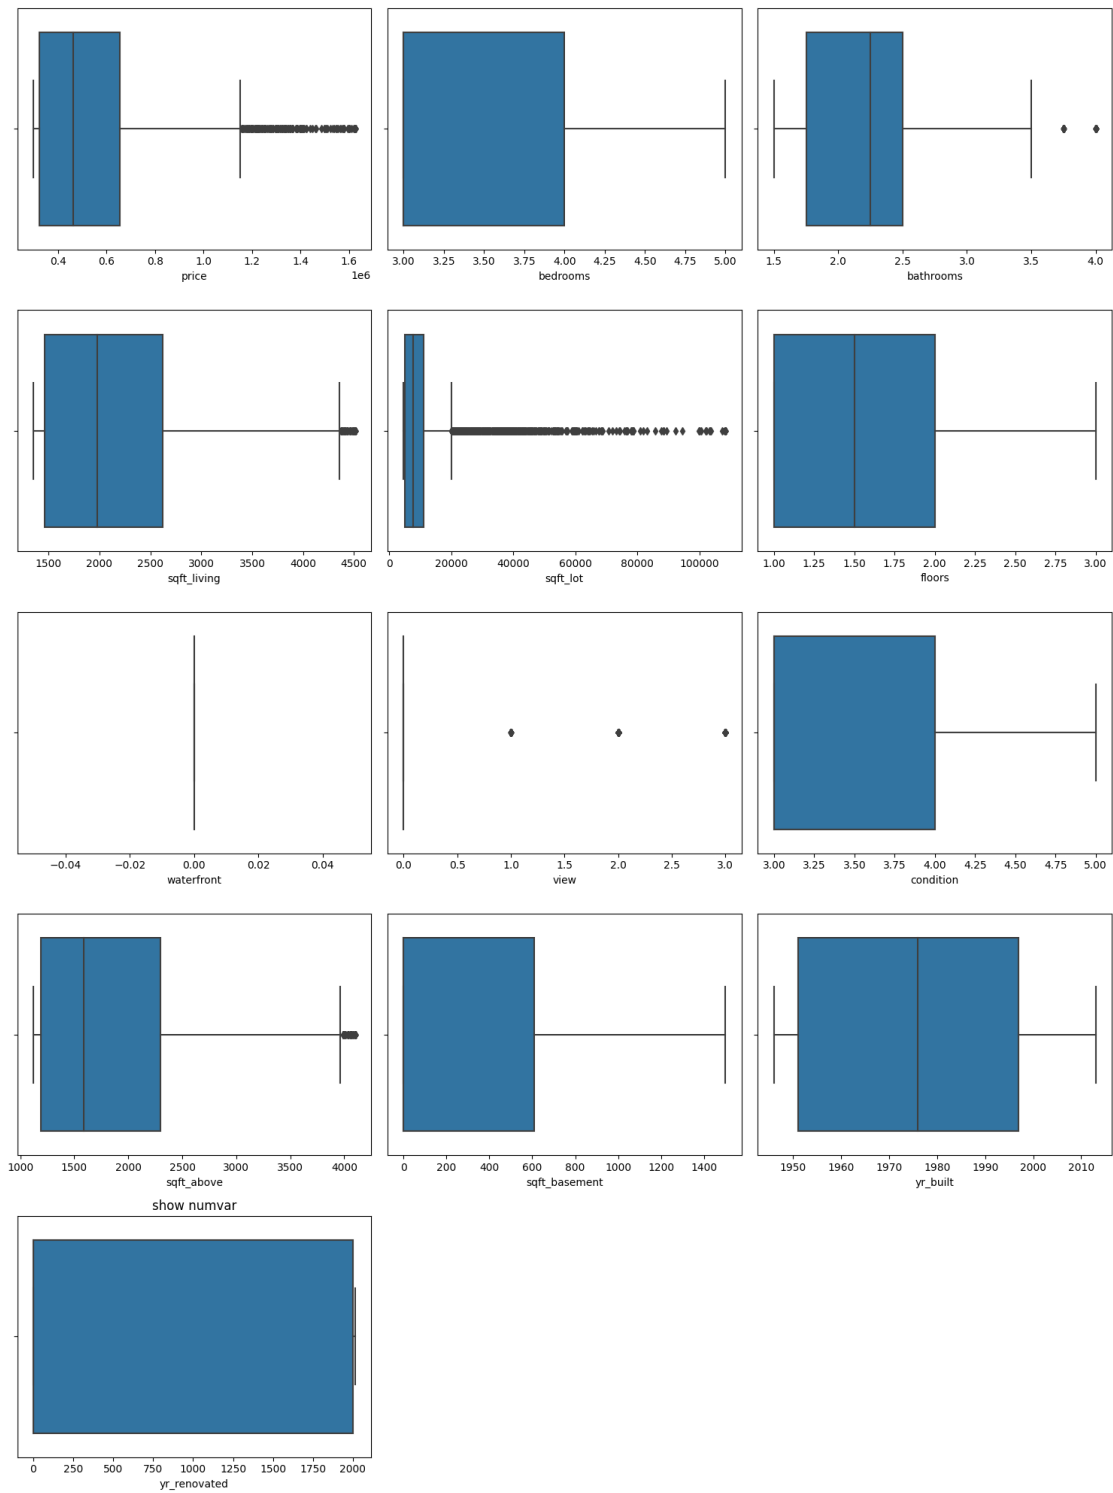 0.4 0.6 0.8 1.0 1.2 1.4 1.6
1e6
price
3.00 3.25 3.50 3.75 4.00 4.25 4.50 4.75 5.00
bedrooms
1.5 2.0 2.5 3.0 3.5 4.0
bathrooms
1500 2000 2500 3000 3500 4000 4500
sqft_living
0 20000 40000 60000 80000 100000
sqft_lot
1.00 1.25 1.50 1.75 2.00 2.25 2.50 2.75 3.00
floors
−0.04 −0.02 0.00 0.02 0.04
waterfront
0.0 0.5 1.0 1.5 2.0 2.5 3.0
view
3.00 3.25 3.50 3.75 4.00 4.25 4.50 4.75 5.00
condition
1000 1500 2000 2500 3000 3500 4000
sqft_above
0 200 400 600 800 1000 1200 1400
sqft_basement
1950 1960 1970 1980 1990 2000 2010
yr_built
show numvar
0 250 500 750 1000 1250 1500 1750 2000
yr_renovated